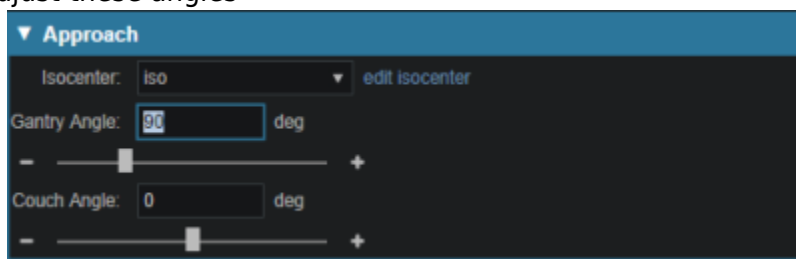 adjust these angles
▼ Approach
Isocenter: iso ▾ edit isocenter
Gantry Angle: 90 deg
- +
Couch Angle: 0 deg
- +